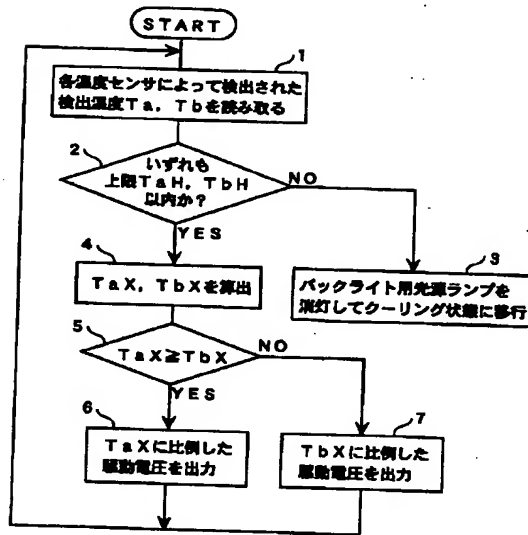 START
1
各温度センサによって検出された
検出温度Ta,Tbを読み取る
2
いずれも
上限TaH,TbH
以内か?
NO
YES
3
バックライト用光源ランプを
消灯してクーリング状態に移行
4
TaX,TbXを算出
5
TaX≧TbX
NO
YES
6
TaXに比例した
駆動電圧を出力
7
TbXに比例した
駆動電圧を出力